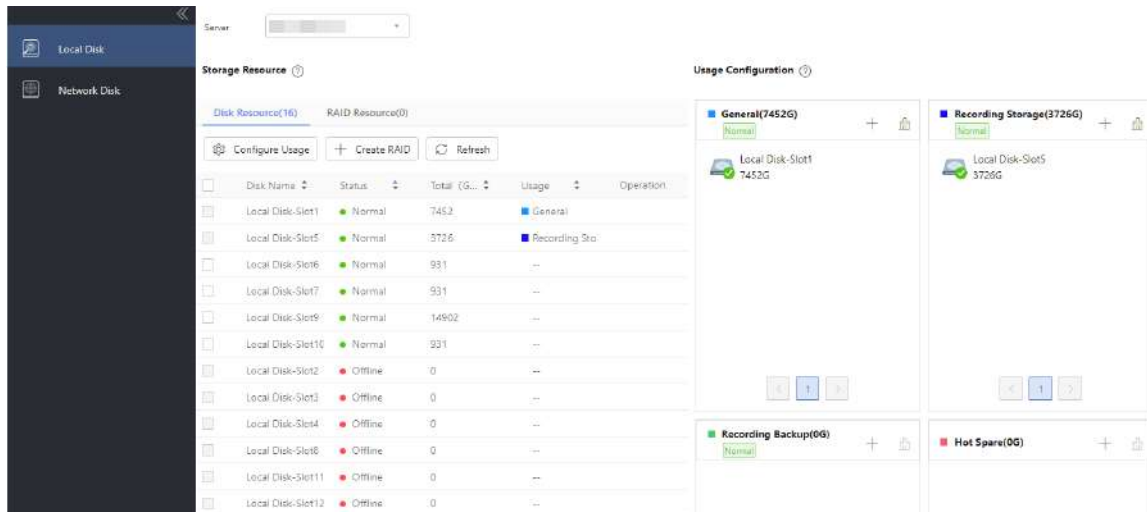 Server
Local Disk
Network Disk
Storage Resource
Usage Configuration
Disk Resource(16) RAID Resource(0)
Configure Usage Create RAID Refresh
Disk Name Status Total (G... Usage Operation
Local Disk-Slot1 Normal 7452 General
Local Disk-Slot5 Normal 3726 Recording Sto
Local Disk-Slot6 Normal 931 --
Local Disk-Slot7 Normal 931 --
Local Disk-Slot9 Normal 14902 --
Local Disk-Slot10 Normal 931 --
Local Disk-Slot2 Offline 0 --
Local Disk-Slot3 Offline 0 --
Local Disk-Slot4 Offline 0 --
Local Disk-Slot8 Offline 0 --
Local Disk-Slot11 Offline 0 --
Local Disk-Slot12 Offline 0 --
General(7452G)
Normal
Local Disk-Slot1
7452G
1
Recording Storage(3726G)
Normal
Local Disk-Slot5
3726G
1
Recording Backup(0G)
Normal
Hot Spare(0G)